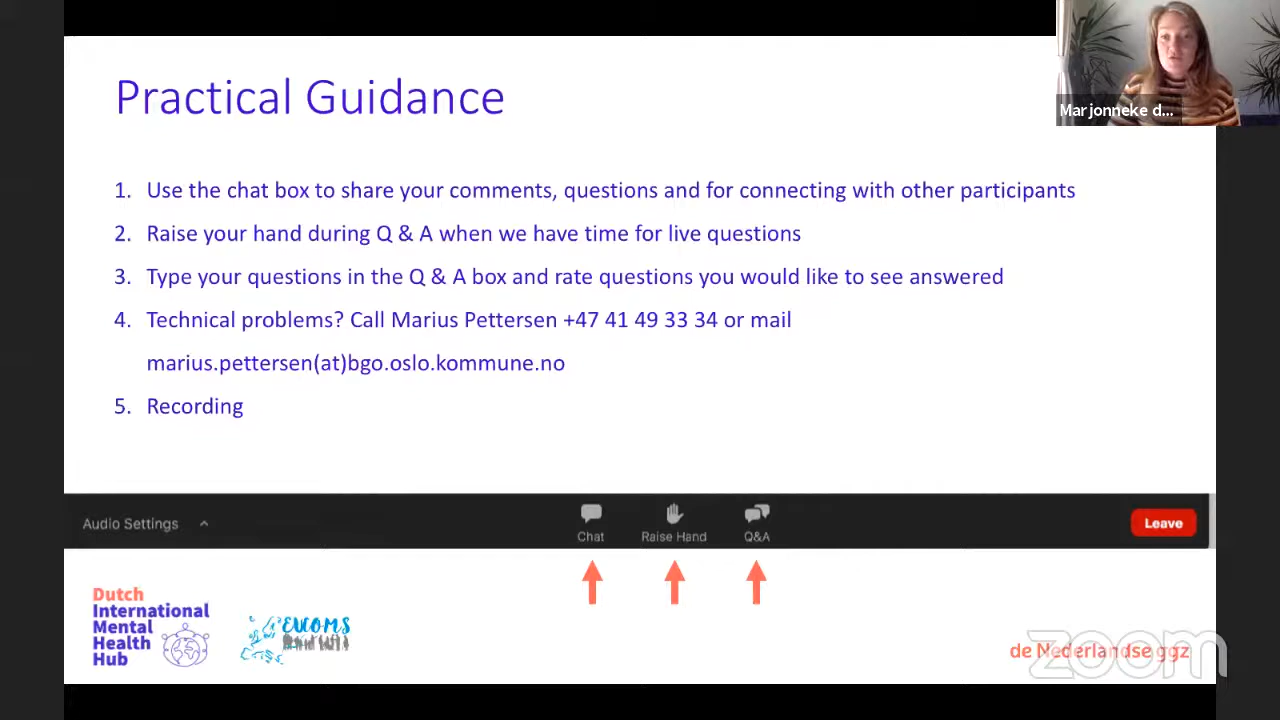 Practical Guidance
Marjonneke d...
1. Use the chat box to share your comments, questions and for connecting with other participants
2. Raise your hand during Q & A when we have time for live questions
3. Type your questions in the Q & A box and rate questions you would like to see answered
4. Technical problems? Call Marius Pettersen +47 41 49 33 34 or mail
marius.pettersen(at)bgo.oslo.kommune.no
5. Recording
Audio Settings
Chat
Raise Hand
Q&A
Leave
Dutch
International
Mental
Health
Hub
EUCOMS
de Nederlandse ggz
zoom